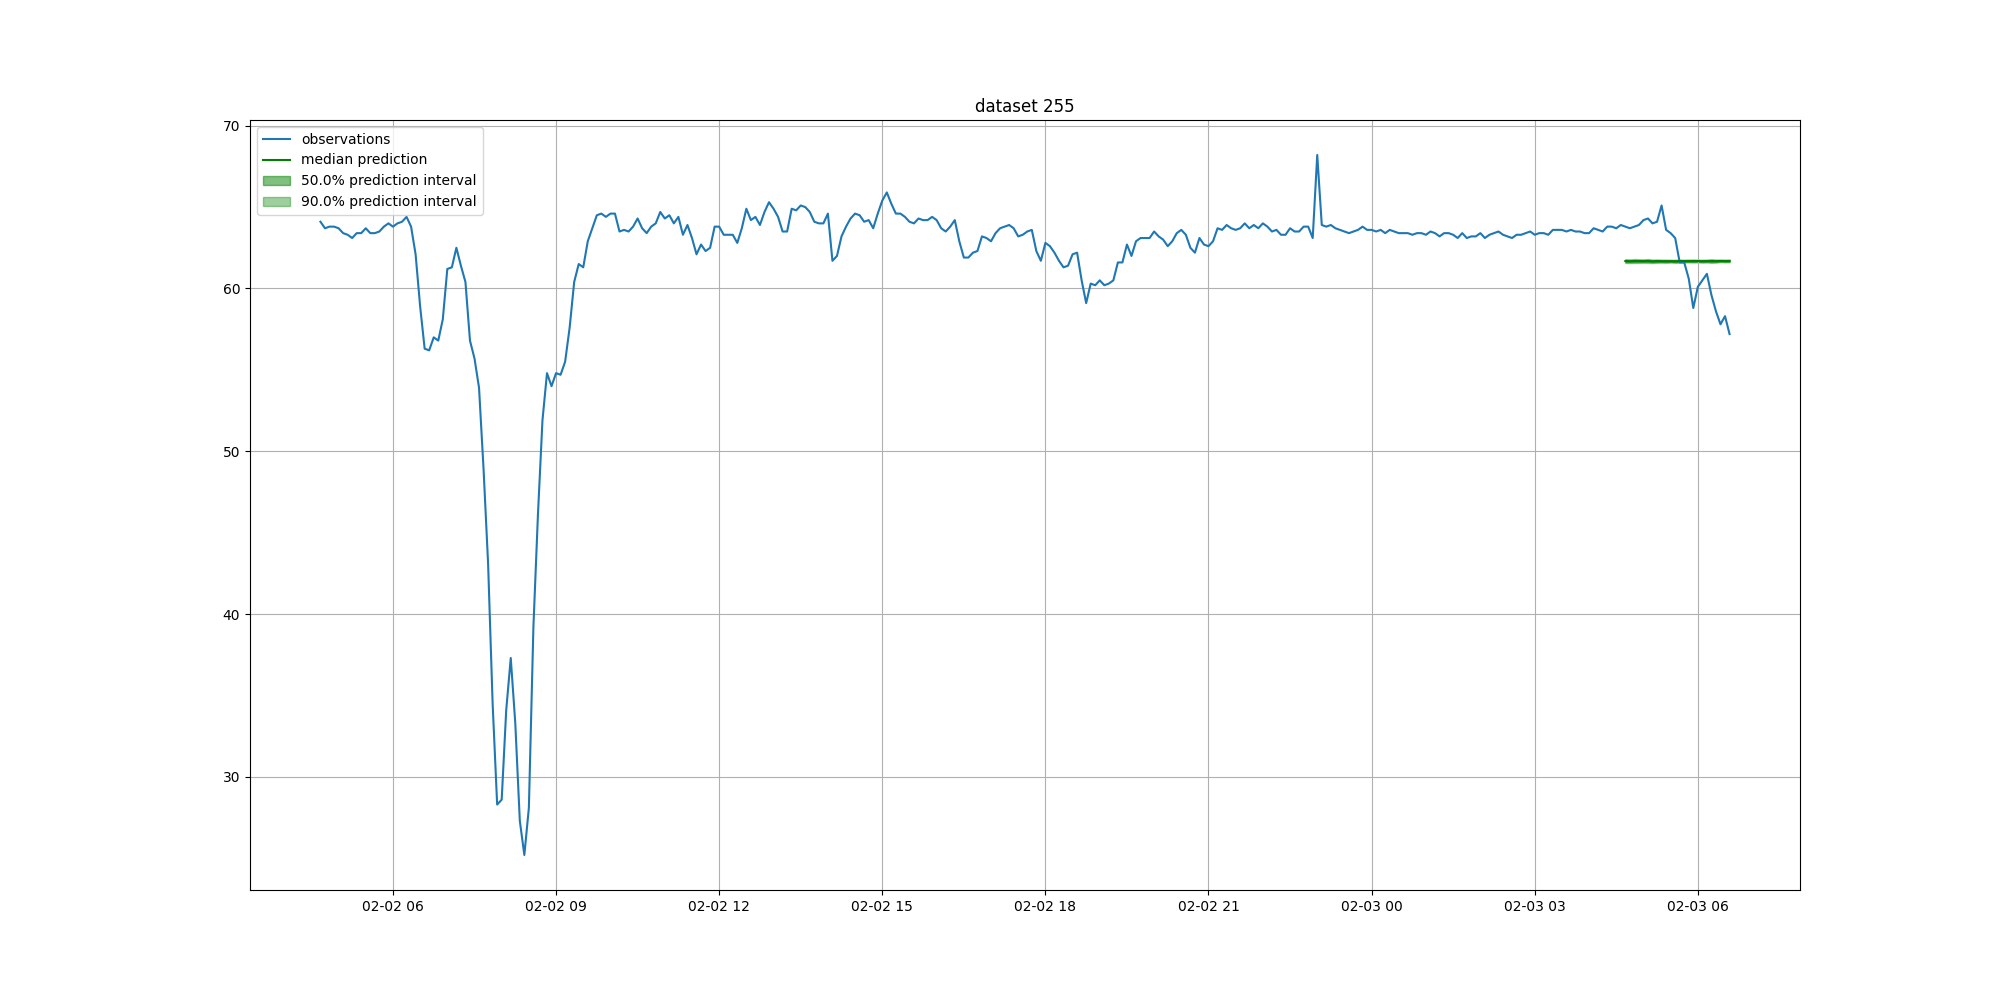 dataset 255
observations
median prediction
50.0% prediction interval
90.0% prediction interval
70
60
50
40
30
02-02 06
02-02 09
02-02 12
02-02 15
02-02 18
02-02 21
02-03 00
02-03 03
02-03 06